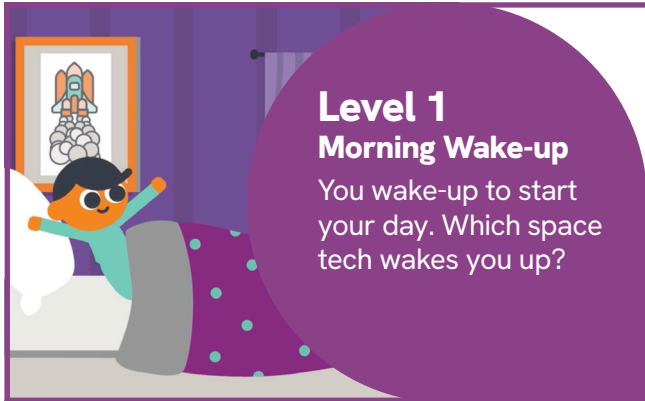 Level 1
Morning Wake-up
You wake-up to start
your day. Which space
tech wakes you up?